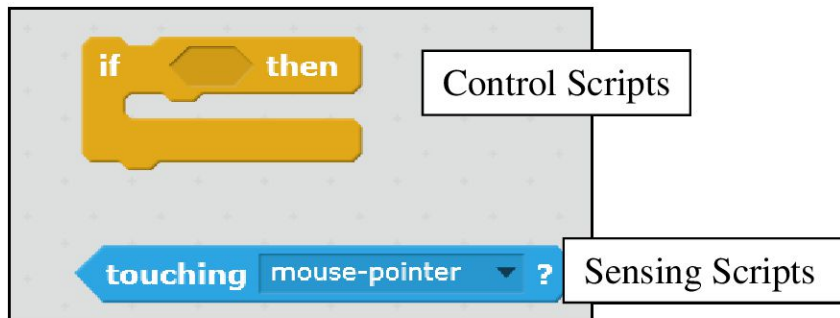 if then
Control Scripts
touching mouse-pointer ?
Sensing Scripts